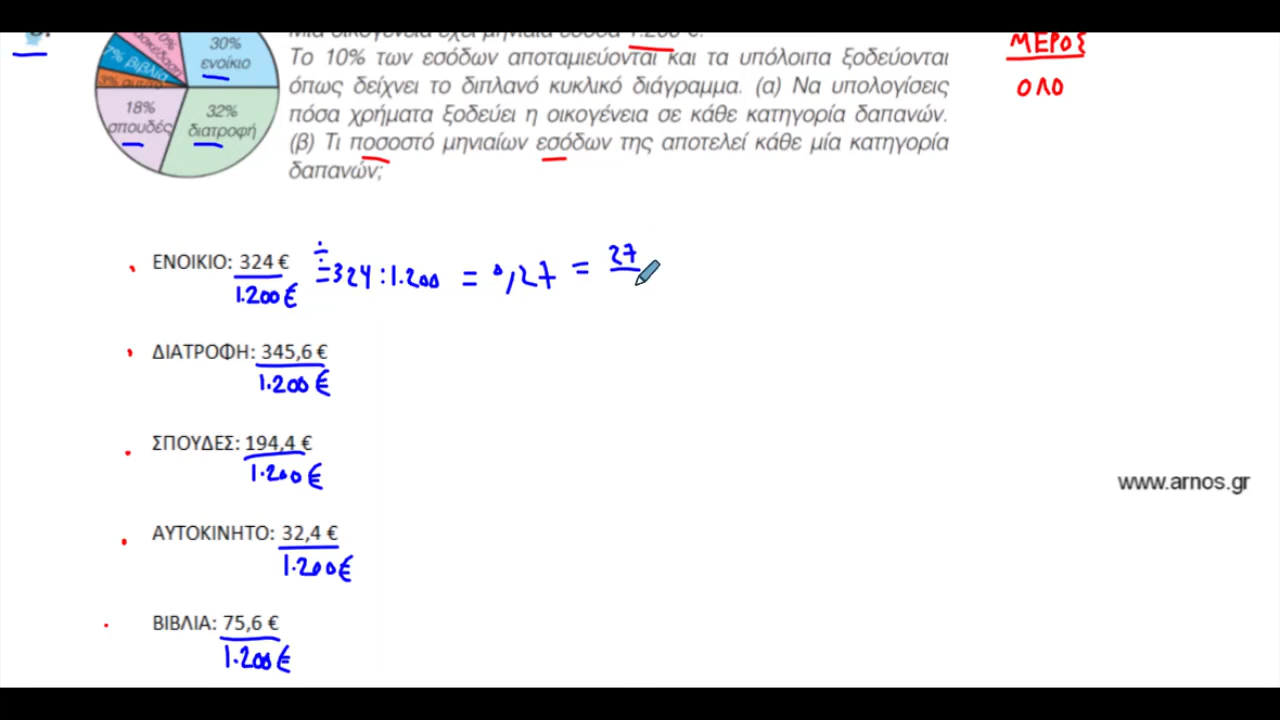 30%
ενοίκιο
10%
7% βιβλία
18%
σπουδές
32%
διατροφή
Το 10% των εσόδων αποταμιεύονται και τα υπόλοιπα ξοδεύονται
όπως δείχνει το διπλανό κυκλικό διάγραμμα. (α) Να υπολογίσεις
πόσα χρήματα ξοδεύει η οικογένεια σε κάθε κατηγορία δαπανών.
(β) Τι ποσοστό μηνιαίων εσόδων της αποτελεί κάθε μία κατηγορία
δαπανών;
ΜΕΡΟΣ
ΟΛΟ
ΕΝΟΙΚΙΟ: 324 €
1.200 €
= 324 : 1.200 = 0,27 = 27
ΔΙΑΤΡΟΦΗ: 345,6 €
1.200 €
ΣΠΟΥΔΕΣ: 194,4 €
1.200 €
www.arnos.gr
ΑΥΤΟΚΙΝΗΤΟ: 32,4 €
1.200 €
ΒΙΒΛΙΑ: 75,6 €
1.200 €